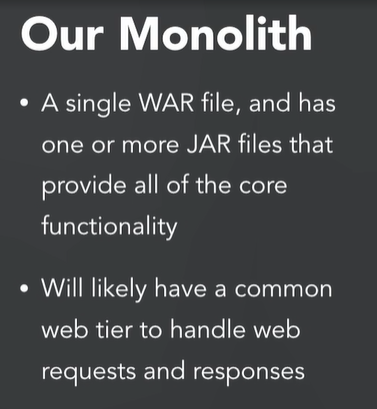 Our Monolith
• A single WAR file, and has
one or more JAR files that
provide all of the core
functionality
• Will likely have a common
web tier to handle web
requests and responses